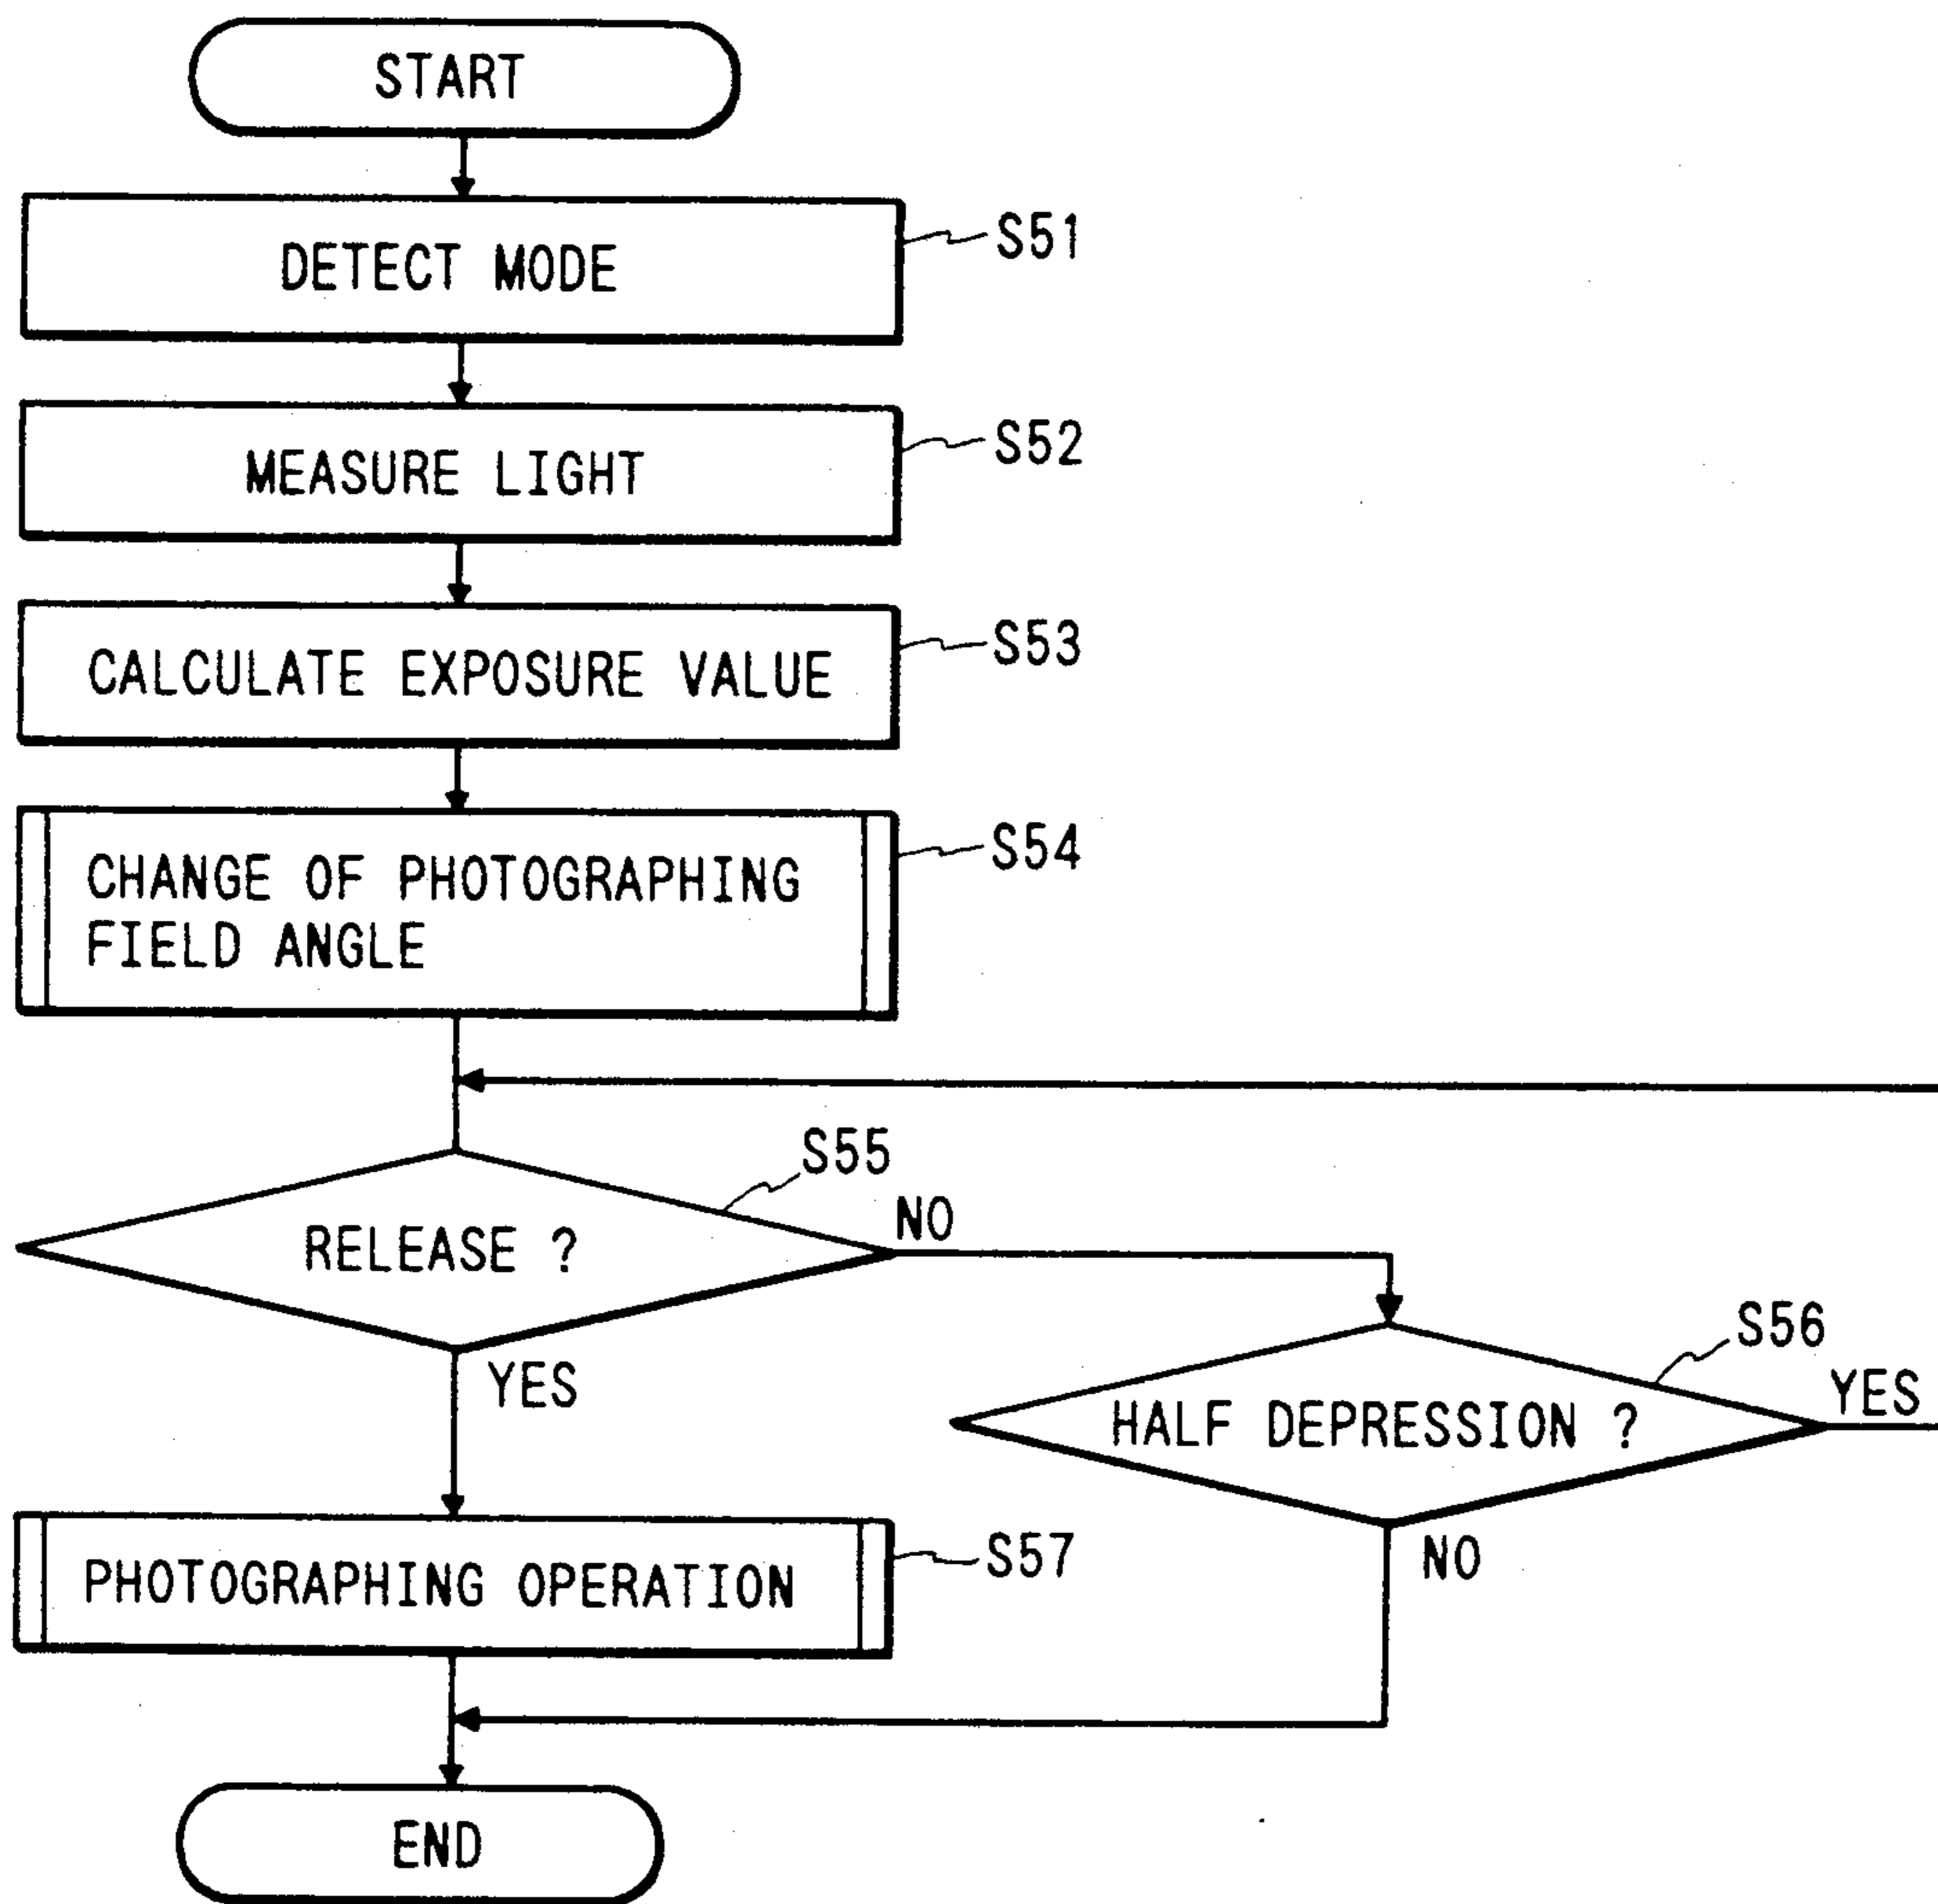 START
DETECT MODE
S51
MEASURE LIGHT
S52
CALCULATE EXPOSURE VALUE
S53
CHANGE OF PHOTOGRAPHING
FIELD ANGLE
S54
RELEASE ?
S55
NO
YES
HALF DEPRESSION ?
S56
YES
NO
PHOTOGRAPHING OPERATION
S57
END